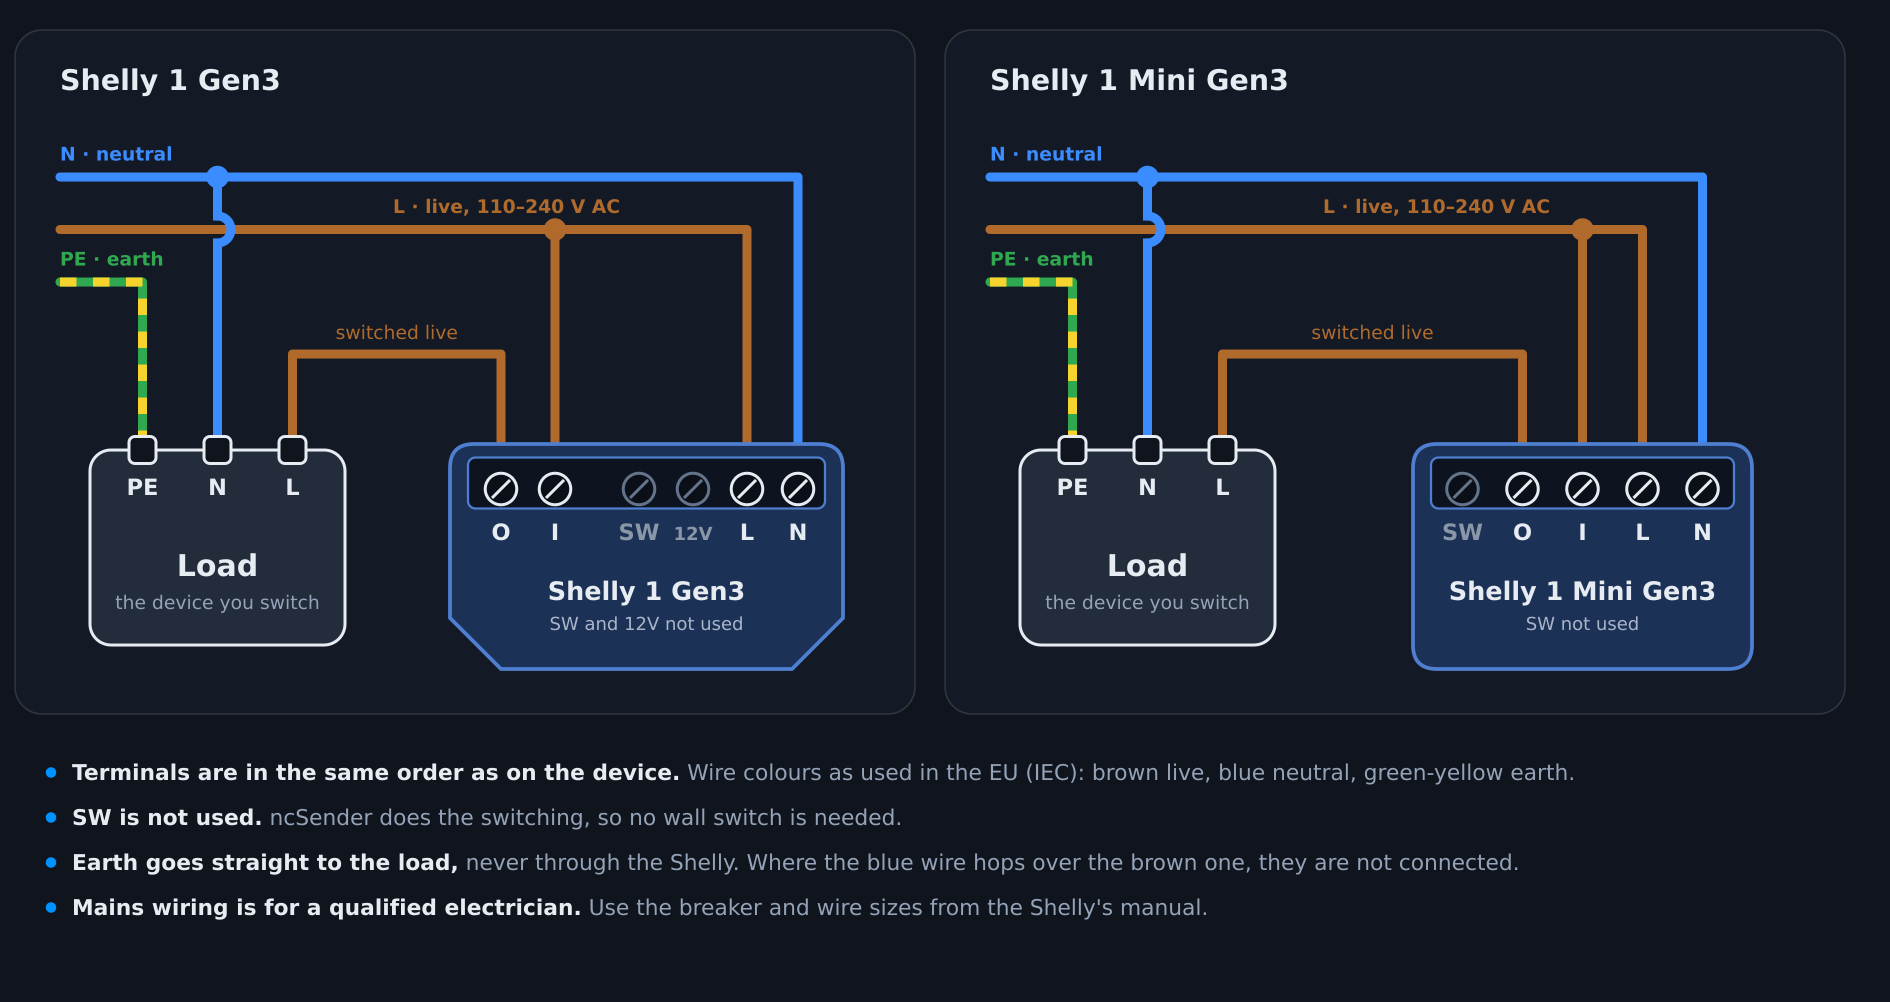 Shelly 1 Gen3
N · neutral
L · live, 110–240 V AC
PE · earth
switched live
PE N L
Load
the device you switch
O I SW 12V L N
Shelly 1 Gen3
SW and 12V not used
Shelly 1 Mini Gen3
N · neutral
L · live, 110–240 V AC
PE · earth
switched live
PE N L
Load
the device you switch
SW O I L N
Shelly 1 Mini Gen3
SW not used
Terminals are in the same order as on the device. Wire colours as used in the EU (IEC): brown live, blue neutral, green-yellow earth.
SW is not used. ncSender does the switching, so no wall switch is needed.
Earth goes straight to the load, never through the Shelly. Where the blue wire hops over the brown one, they are not connected.
Mains wiring is for a qualified electrician. Use the breaker and wire sizes from the Shelly's manual.